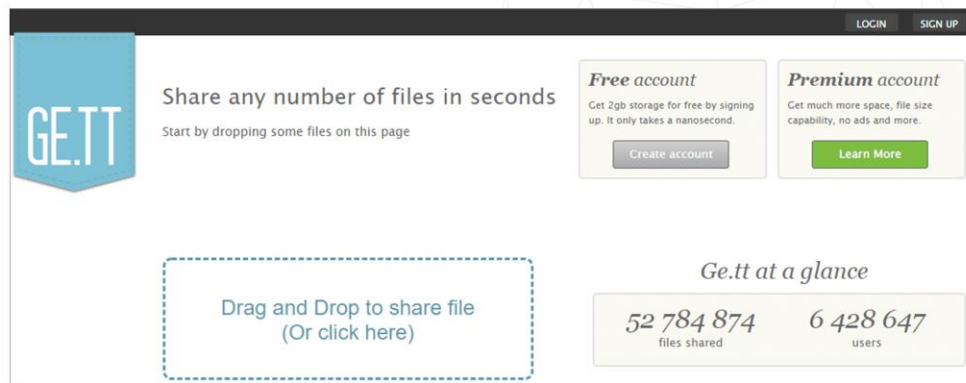 LOGIN SIGN UP
GE.TT
Share any number of files in seconds
Start by dropping some files on this page
Free account
Get 2gb storage for free by signing
up. It only takes a nanosecond.
Create account
Premium account
Get much more space, file size
capability, no ads and more.
Learn More
Drag and Drop to share file
(Or click here)
Ge.tt at a glance
52 784 874
files shared
6 428 647
users